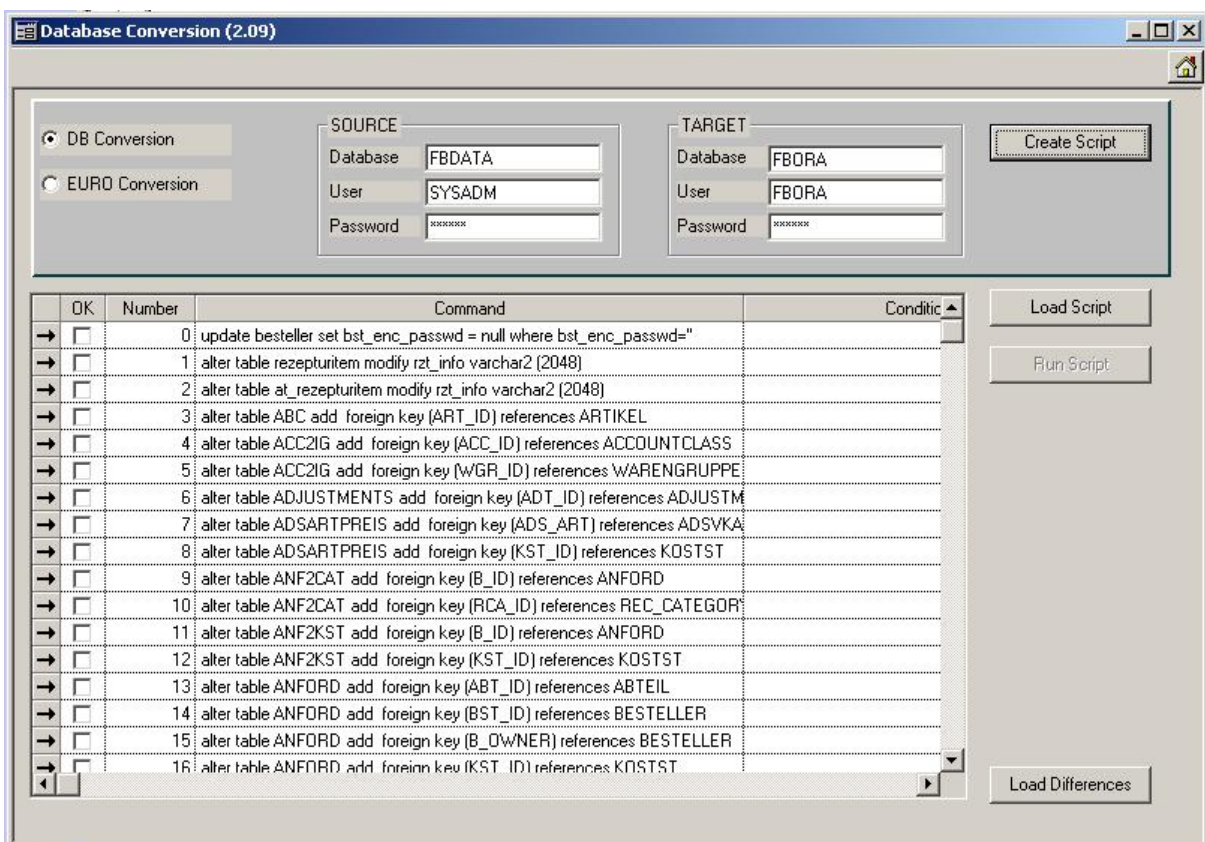 Database Conversion (2.09)
DB Conversion
EURO Conversion
SOURCE
Database FBDATA
User SYSADM
Password ××××××
TARGET
Database FBORA
User FBORA
Password ××××××
Create Script
OK Number Command Conditic
0 update besteller set bst_enc_passwd = null where bst_enc_passwd=''
1 alter table rezepturitem modify rzt_info varchar2 (2048)
2 alter table at_rezepturitem modify rzt_info varchar2 (2048)
3 alter table ABC add  foreign key (ART_ID) references ARTIKEL
4 alter table ACC2IG add  foreign key (ACC_ID) references ACCOUNTCLASS
5 alter table ACC2IG add  foreign key (WGR_ID) references WARENGRUPPE
6 alter table ADJUSTMENTS add  foreign key (ADT_ID) references ADJUSTM
7 alter table ADSARTPREIS add  foreign key (ADS_ART) references ADSVKA
8 alter table ADSARTPREIS add  foreign key (KST_ID) references KOSTST
9 alter table ANF2CAT add  foreign key (B_ID) references ANFORD
10 alter table ANF2CAT add  foreign key (RCA_ID) references REC_CATEGORY
11 alter table ANF2KST add  foreign key (B_ID) references ANFORD
12 alter table ANF2KST add  foreign key (KST_ID) references KOSTST
13 alter table ANFORD add  foreign key (ABT_ID) references ABTEIL
14 alter table ANFORD add  foreign key (BST_ID) references BESTELLER
15 alter table ANFORD add  foreign key (B_OWNER) references BESTELLER
16 alter table ANFORD add  foreign key (KST_ID) references KOSTST
Load Script
Run Script
Load Differences